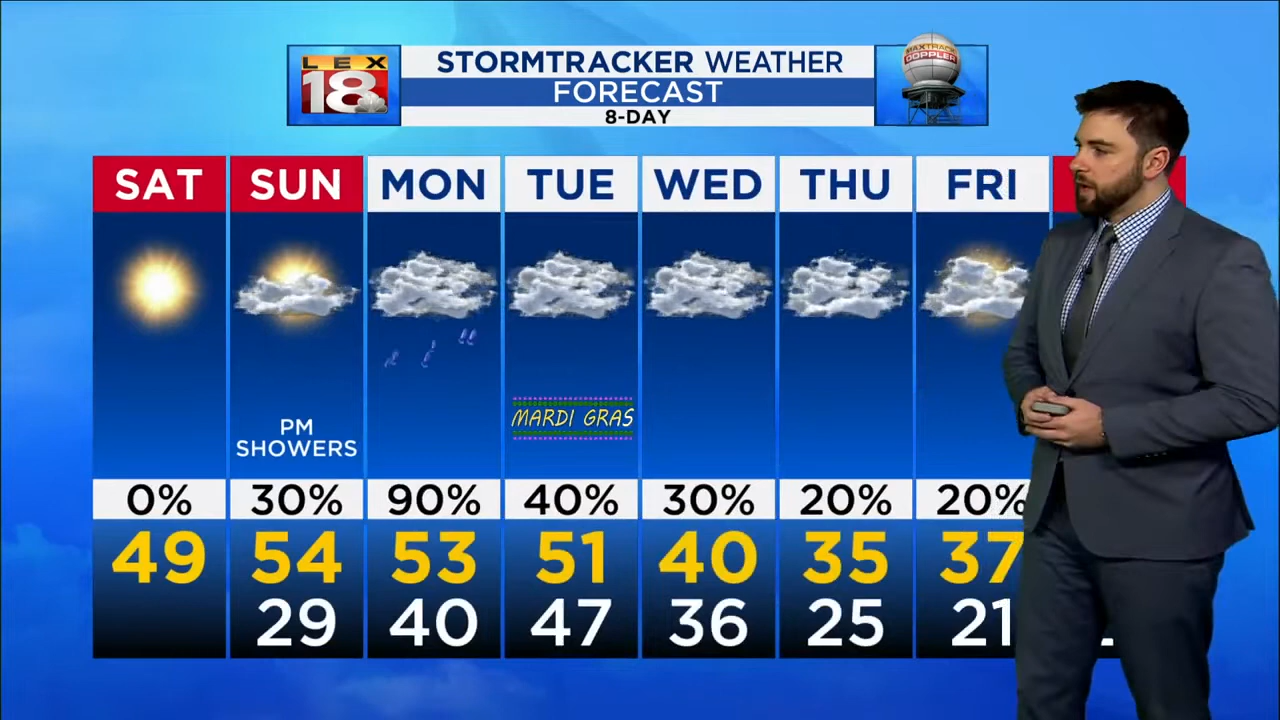 LEX
18
STORMTRACKER WEATHER
FORECAST
8-DAY
MAXTRACK
DOPPLER
SAT SUN MON TUE WED THU FRI
MARDI GRAS
PM
SHOWERS
0% 30% 90% 40% 30% 20% 20%
49 54 53 51 40 35 37
29 40 47 36 25 21